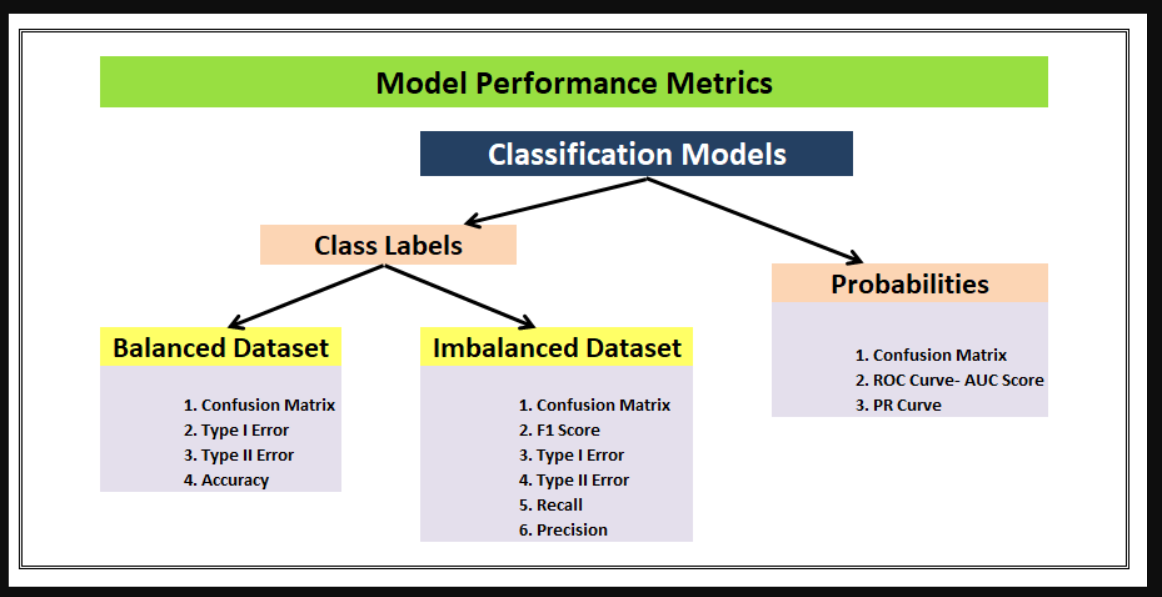 Model Performance Metrics
Classification Models
Class Labels
Probabilities
Balanced Dataset
1. Confusion Matrix
2. Type I Error
3. Type II Error
4. Accuracy
Imbalanced Dataset
1. Confusion Matrix
2. F1 Score
3. Type I Error
4. Type II Error
5. Recall
6. Precision
1. Confusion Matrix
2. ROC Curve- AUC Score
3. PR Curve